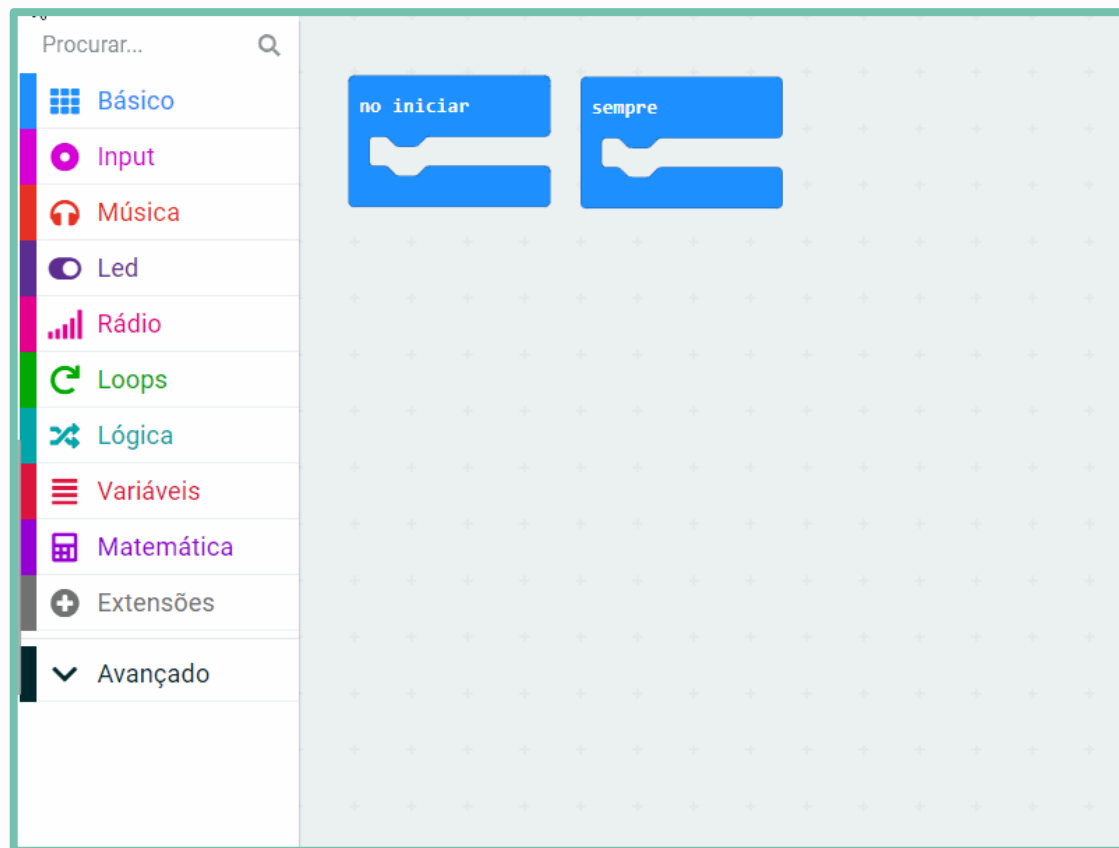 Procurar...
Básico
Input
Música
Led
Rádio
Loops
Lógica
Variáveis
Matemática
Extensões
Avançado
no iniciar
sempre